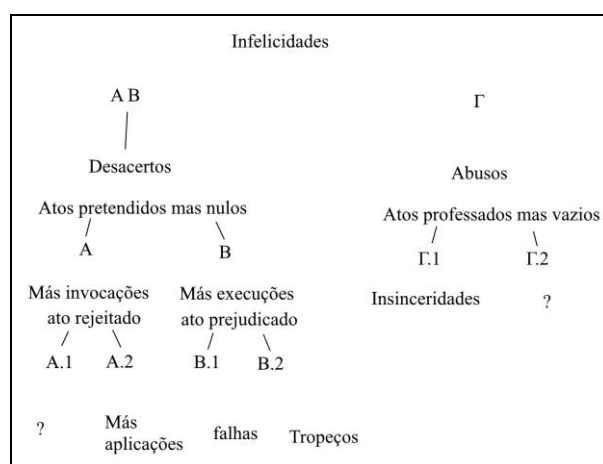 Infelicidades
A B
Γ
Desacertos
Abusos
Atos pretendidos mas nulos
Atos professados mas vazios
A
B
Γ.1
Γ.2
Más invocações
ato rejeitado
Más execuções
ato prejudicado
Insinceridades
?
A.1
A.2
B.1
B.2
?
Más
aplicações
falhas
Tropeços